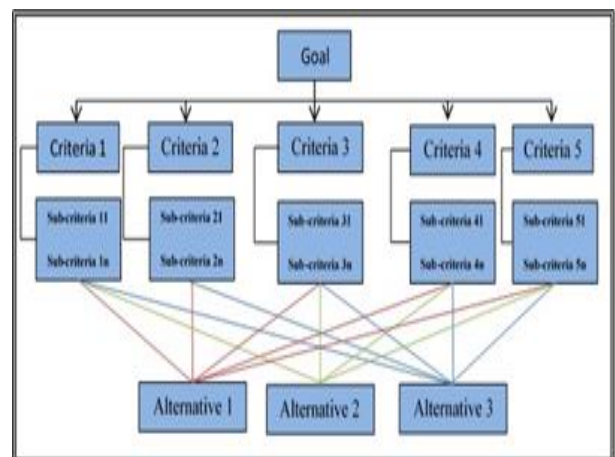 Goal
Criteria 1
Criteria 2
Criteria 3
Criteria 4
Criteria 5
Sub-criteria 11
Sub-criteria 1n
Sub-criteria 21
Sub-criteria 2n
Sub-criteria 31
Sub-criteria 3n
Sub-criteria 41
Sub-criteria 4n
Sub-criteria 51
Sub-criteria 5n
Alternative 1
Alternative 2
Alternative 3